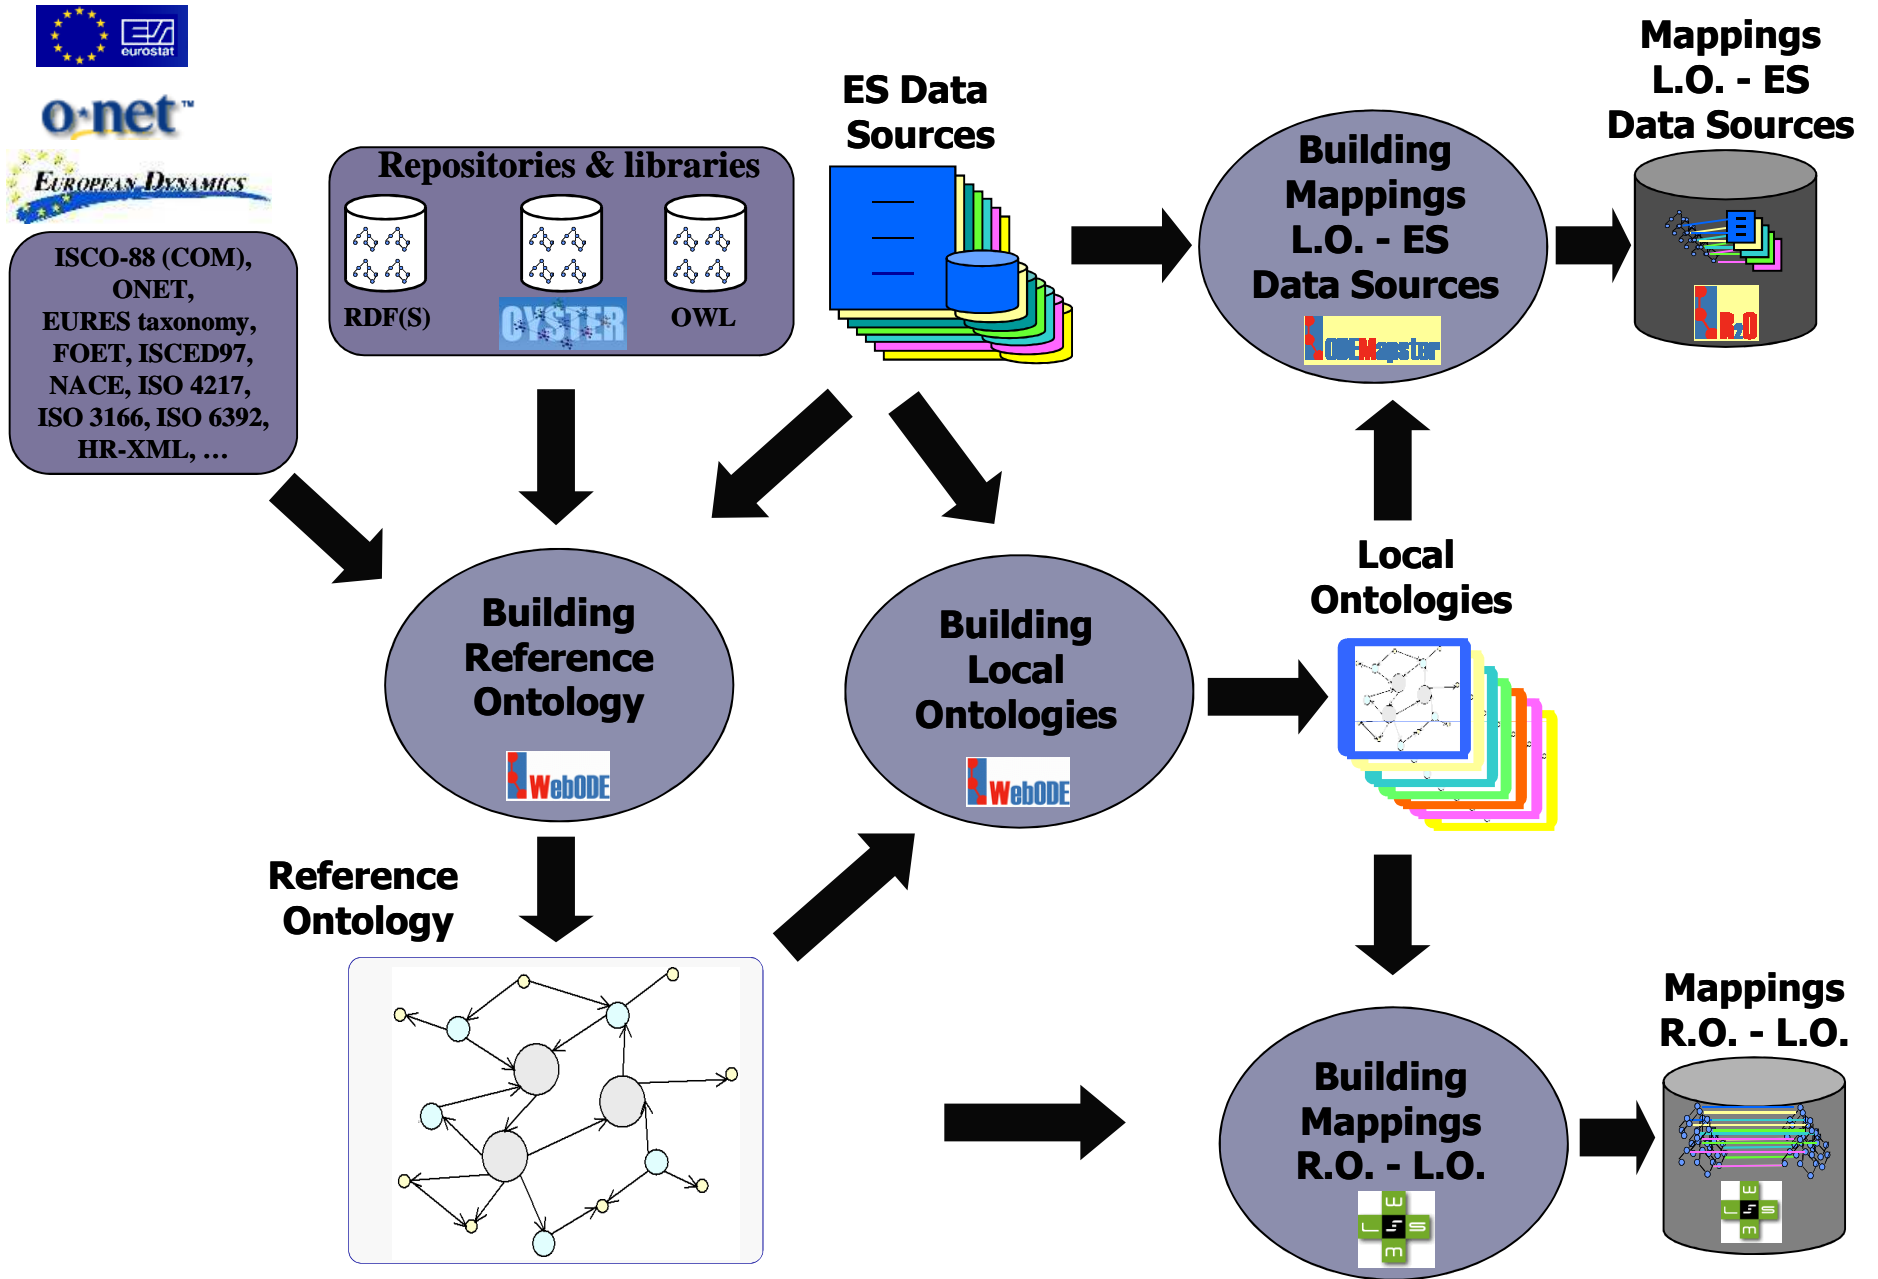 eurostat
o*net™
EUROPEAN DYNAMICS
ISCO-88 (COM),
ONET,
EURES taxonomy,
FOET, ISCED97,
NACE, ISO 4217,
ISO 3166, ISO 6392,
HR-XML, …
Repositories & libraries
RDF(S)
OYSTER
OWL
ES Data
Sources
Building
Mappings
L.O. - ES
Data Sources
ODEMapster
Mappings
L.O. - ES
Data Sources
R2O
Building
Reference
Ontology
WebODE
Building
Local
Ontologies
WebODE
Local
Ontologies
Reference
Ontology
Building
Mappings
R.O. - L.O.
Mappings
R.O. - L.O.